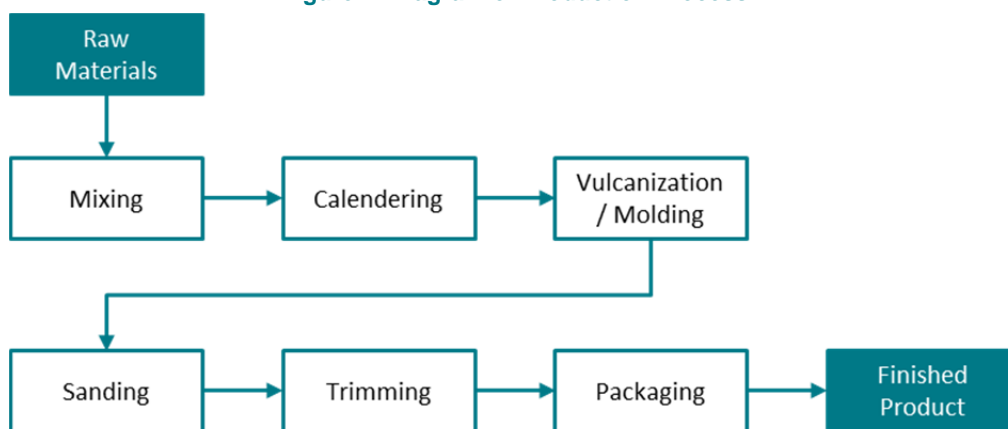 Raw
Materials
Mixing
Calendering
Vulcanization
/ Molding
Sanding
Trimming
Packaging
Finished
Product